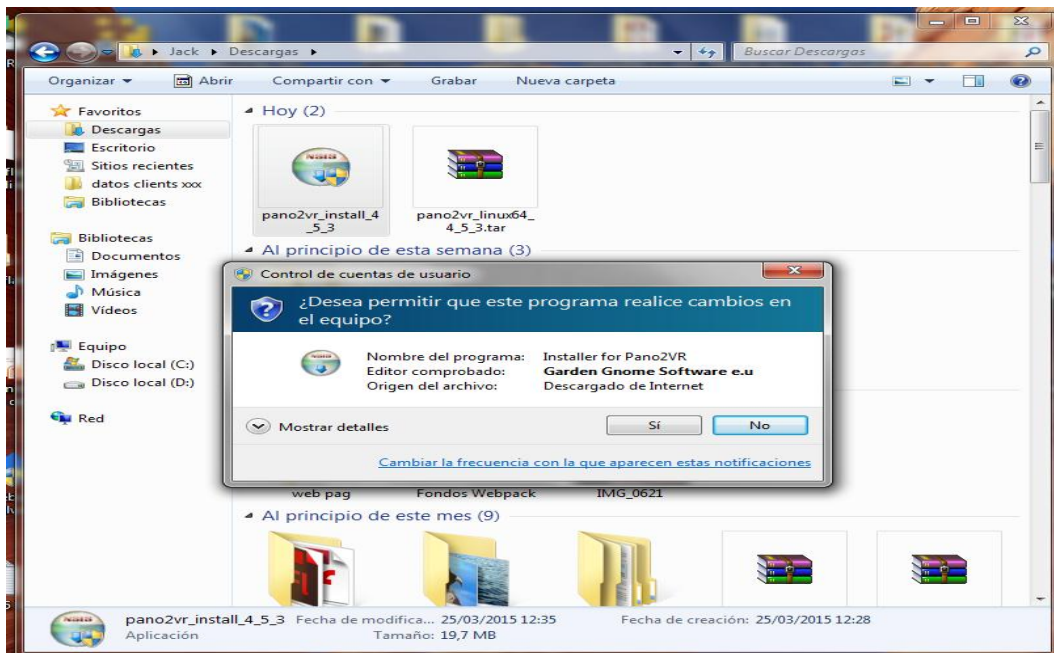 Jack
Descargas
Buscar Descargas
Organizar
Abrir
Compartir con
Grabar
Nueva carpeta
Favoritos
Descargas
Escritorio
Sitios recientes
datos clients xxx
Bibliotecas
Bibliotecas
Documentos
Imágenes
Música
Vídeos
Equipo
Disco local (C:)
Disco local (D:)
Red
Hoy (2)
pano2vr_install_4
_5_3
pano2vr_linux64_
4_5_3.tar
Al principio de esta semana (3)
Control de cuentas de usuario
¿Desea permitir que este programa realice cambios en
el equipo?
Nombre del programa: Installer for Pano2VR
Editor comprobado: Garden Gnome Software e.u
Origen del archivo: Descargado de Internet
Mostrar detalles
Sí
No
Cambiar la frecuencia con la que aparecen estas notificaciones
web pag
Fondos Webpack
IMG_0621
Al principio de este mes (9)
pano2vr_install_4_5_3 Fecha de modifica... 25/03/2015 12:35 Fecha de creación: 25/03/2015 12:28
Aplicación Tamaño: 19,7 MB